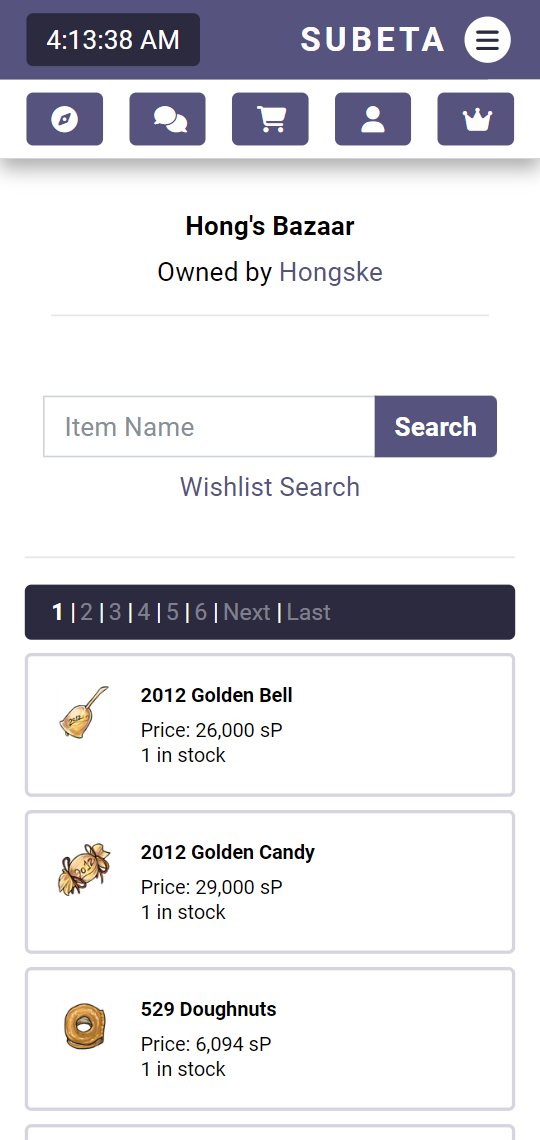 4:13:38 AM
SUBETA
Hong's Bazaar
Owned by Hongske
Item Name
Search
Wishlist Search
1 | 2 | 3 | 4 | 5 | 6 | Next | Last
2012 Golden Bell
Price: 26,000 sP
1 in stock
2012
2012 Golden Candy
Price: 29,000 sP
1 in stock
2012
529 Doughnuts
Price: 6,094 sP
1 in stock